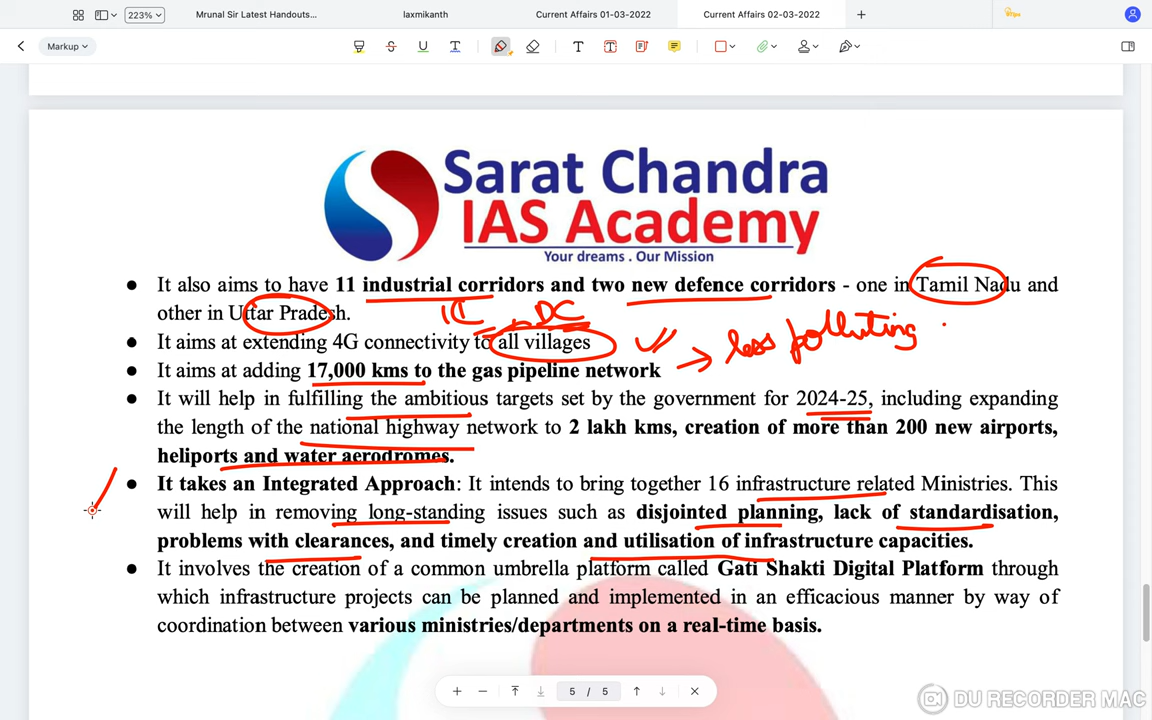 223%
Mrunal Sir Latest Handouts...
laxmikanth
Current Affairs 01-03-2022
Current Affairs 02-03-2022
Markup
Sarat Chandra
IAS Academy
Your dreams . Our Mission
It also aims to have 11 industrial corridors and two new defence corridors - one in Tamil Nadu and
other in Uttar Pradesh.
IC DC
It aims at extending 4G connectivity to all villages
less polluting
It aims at adding 17,000 kms to the gas pipeline network
It will help in fulfilling the ambitious targets set by the government for 2024-25, including expanding
the length of the national highway network to 2 lakh kms, creation of more than 200 new airports,
heliports and water aerodromes.
It takes an Integrated Approach: It intends to bring together 16 infrastructure related Ministries. This
will help in removing long-standing issues such as disjointed planning, lack of standardisation,
problems with clearances, and timely creation and utilisation of infrastructure capacities.
It involves the creation of a common umbrella platform called Gati Shakti Digital Platform through
which infrastructure projects can be planned and implemented in an efficacious manner by way of
coordination between various ministries/departments on a real-time basis.
5 / 5
DU RECORDER MAC